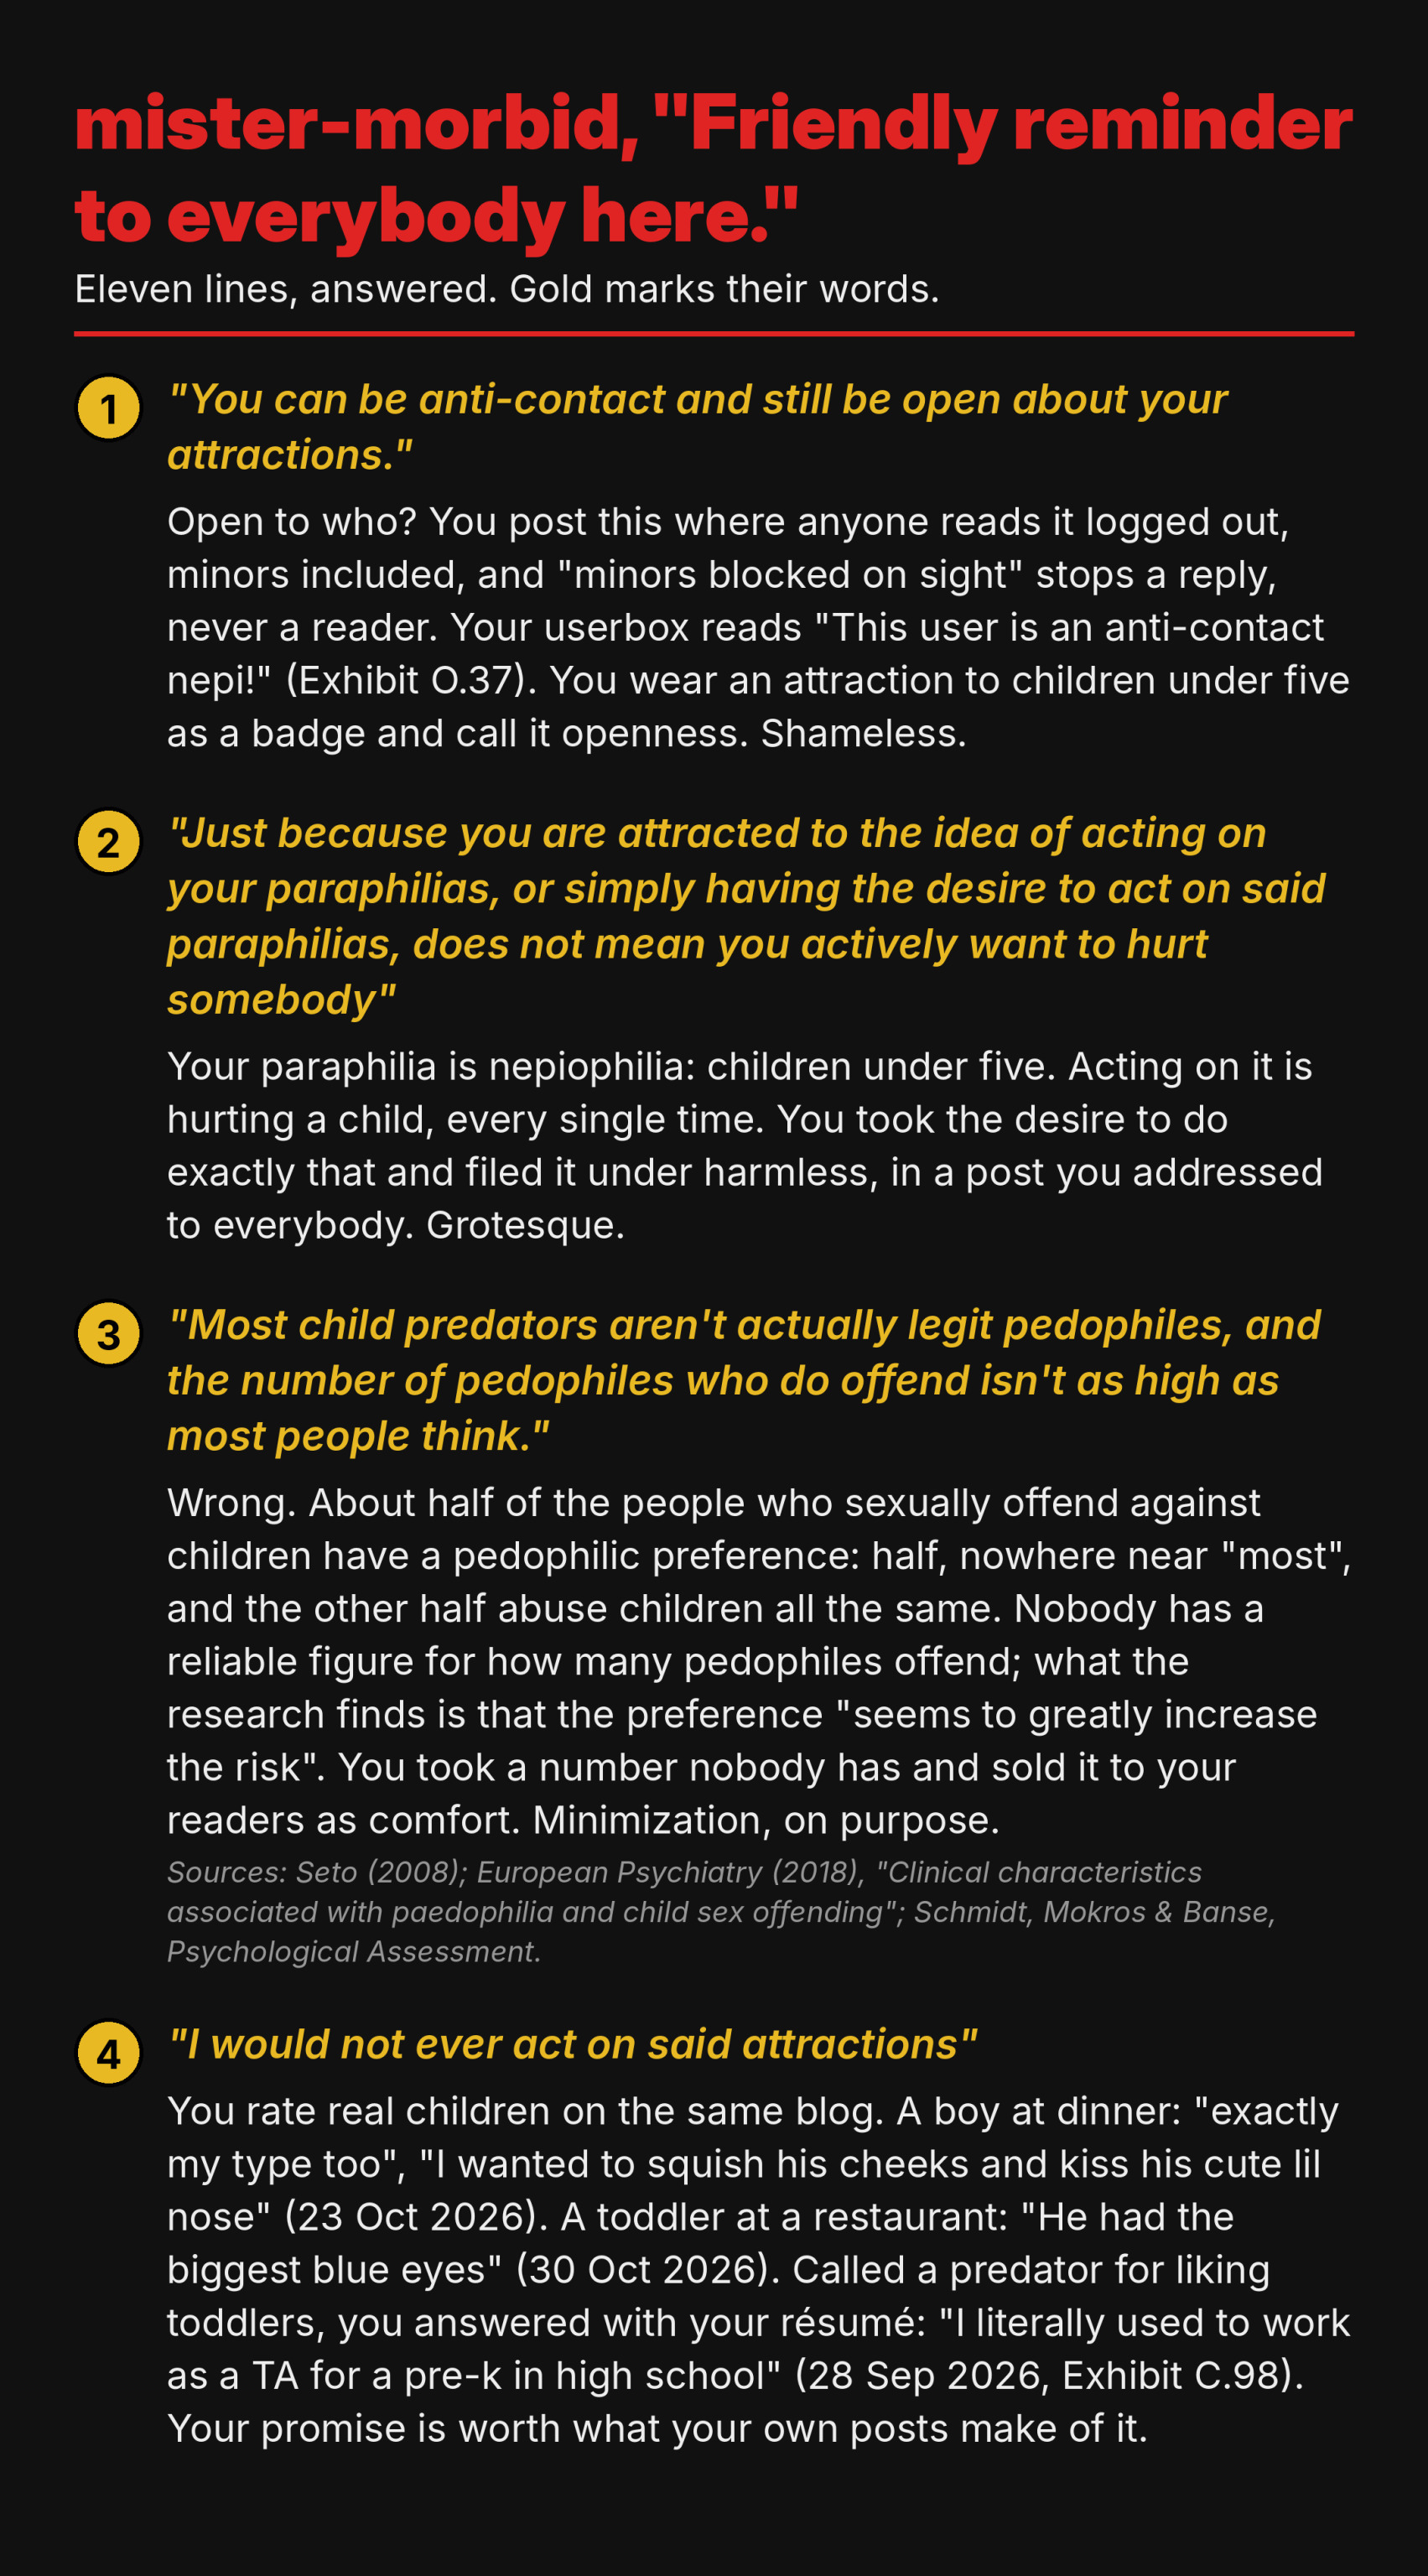 mister-morbid, "Friendly reminder
to everybody here."
Eleven lines, answered. Gold marks their words.
1
"You can be anti-contact and still be open about your
attractions."
Open to who? You post this where anyone reads it logged out,
minors included, and "minors blocked on sight" stops a reply,
never a reader. Your userbox reads "This user is an anti-contact
nepi!" (Exhibit O.37). You wear an attraction to children under five
as a badge and call it openness. Shameless.
2
"Just because you are attracted to the idea of acting on
your paraphilias, or simply having the desire to act on said
paraphilias, does not mean you actively want to hurt
somebody"
Your paraphilia is nepiophilia: children under five. Acting on it is
hurting a child, every single time. You took the desire to do
exactly that and filed it under harmless, in a post you addressed
to everybody. Grotesque.
3
"Most child predators aren't actually legit pedophiles, and
the number of pedophiles who do offend isn't as high as
most people think."
Wrong. About half of the people who sexually offend against
children have a pedophilic preference: half, nowhere near "most",
and the other half abuse children all the same. Nobody has a
reliable figure for how many pedophiles offend; what the
research finds is that the preference "seems to greatly increase
the risk". You took a number nobody has and sold it to your
readers as comfort. Minimization, on purpose.
Sources: Seto (2008); European Psychiatry (2018), "Clinical characteristics
associated with paedophilia and child sex offending"; Schmidt, Mokros & Banse,
Psychological Assessment.
4
"I would not ever act on said attractions"
You rate real children on the same blog. A boy at dinner: "exactly
my type too", "I wanted to squish his cheeks and kiss his cute lil
nose" (23 Oct 2026). A toddler at a restaurant: "He had the
biggest blue eyes" (30 Oct 2026). Called a predator for liking
toddlers, you answered with your résumé: "I literally used to work
as a TA for a pre-k in high school" (28 Sep 2026, Exhibit C.98).
Your promise is worth what your own posts make of it.